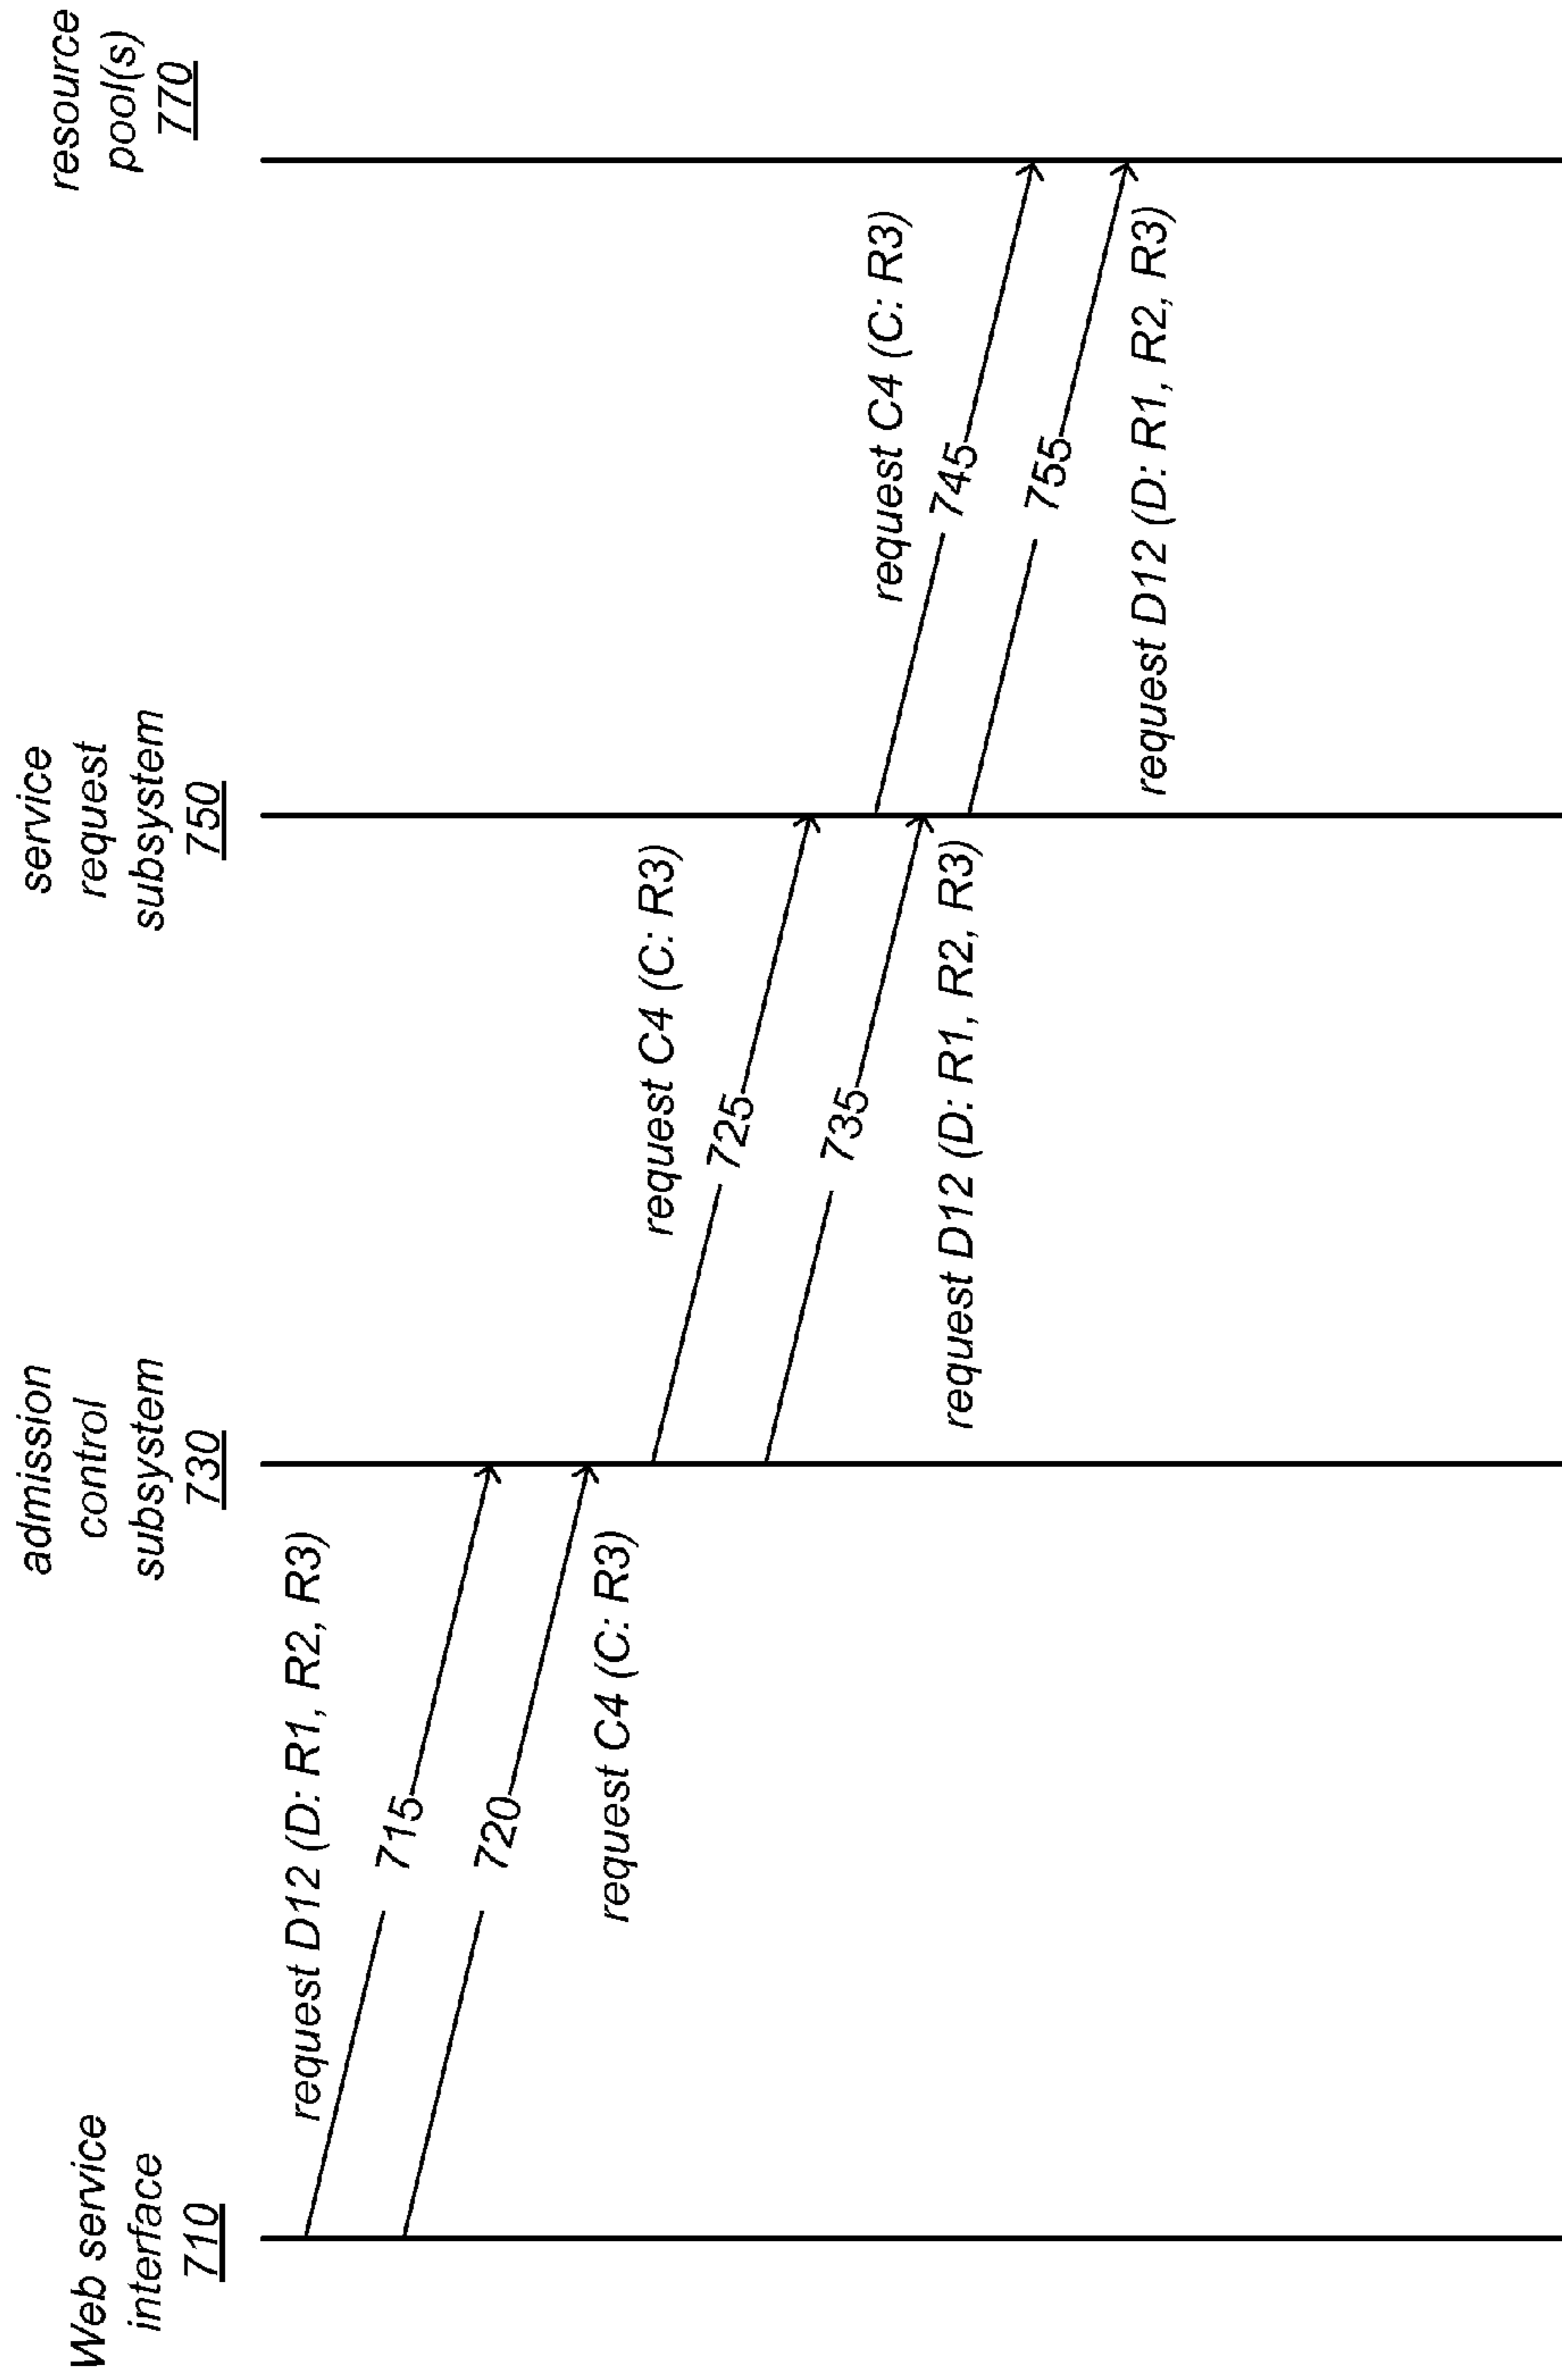 Web service
interface
710
admission
control
subsystem
730
service
request
subsystem
750
resource
pool(s)
770
request D12 (D: R1, R2, R3)
715
720
request C4 (C: R3)
request C4 (C: R3)
725
735
request D12 (D: R1, R2, R3)
request C4 (C: R3)
745
755
request D12 (D: R1, R2, R3)